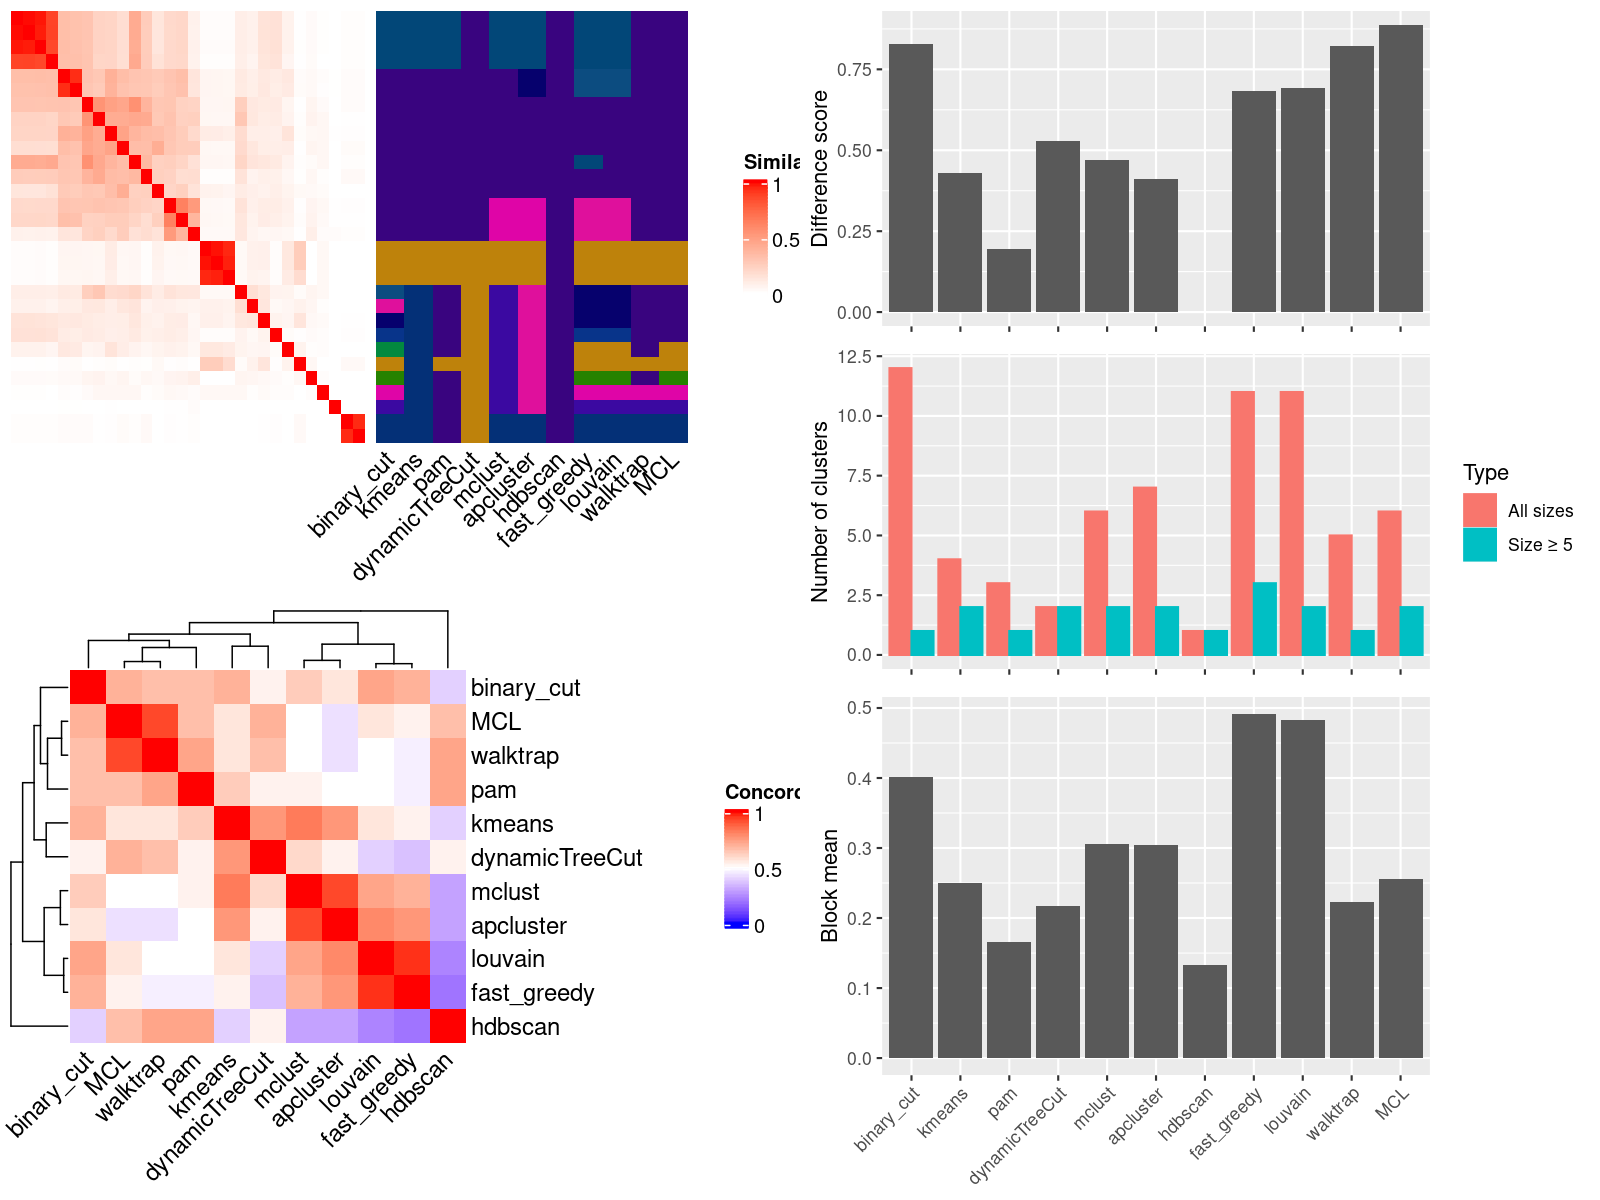 Simila
1
0.5
0
binary_cut
kmeans
pam
dynamicTreeCut
mclust
apcluster
hdbscan
fast_greedy
louvain
walktrap
MCL
Difference score
0.75
0.50
0.25
0.00
Number of clusters
12.5
10.0
7.5
5.0
2.5
0.0
Type
All sizes
Size ≥ 5
binary_cut
MCL
walktrap
pam
kmeans
dynamicTreeCut
mclust
apcluster
louvain
fast_greedy
hdbscan
binary_cut
MCL
walktrap
pam
kmeans
dynamicTreeCut
mclust
apcluster
louvain
fast_greedy
hdbscan
Concord
1
0.5
0
Block mean
0.5
0.4
0.3
0.2
0.1
0.0
binary_cut
kmeans
pam
dynamicTreeCut
mclust
apcluster
hdbscan
fast_greedy
louvain
walktrap
MCL